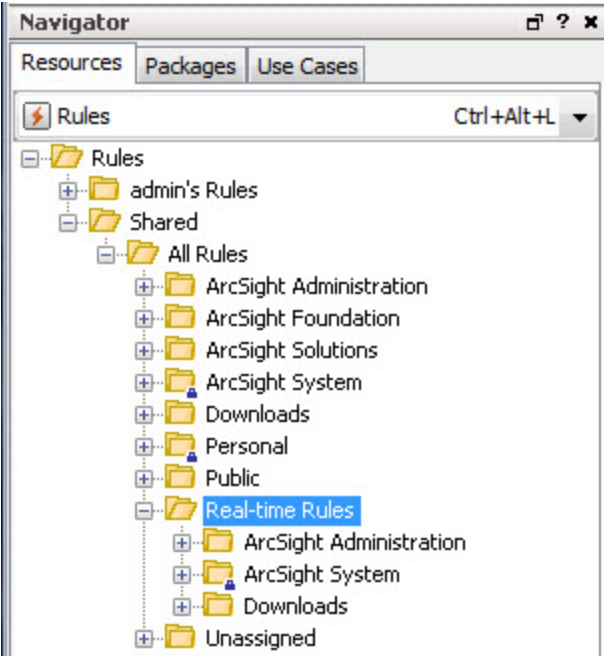 Navigator ?
Resources Packages Use Cases
Rules Ctrl+Alt+L
Rules
admin's Rules
Shared
All Rules
ArcSight Administration
ArcSight Foundation
ArcSight Solutions
ArcSight System
Downloads
Personal
Public
Real-time Rules
ArcSight Administration
ArcSight System
Downloads
Unassigned